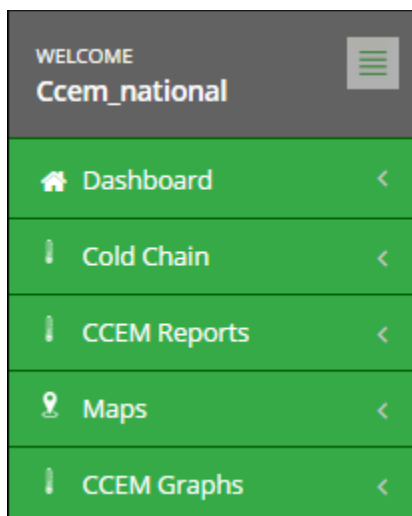 WELCOME
Ccem_national
Dashboard
Cold Chain
CCEM Reports
Maps
CCEM Graphs